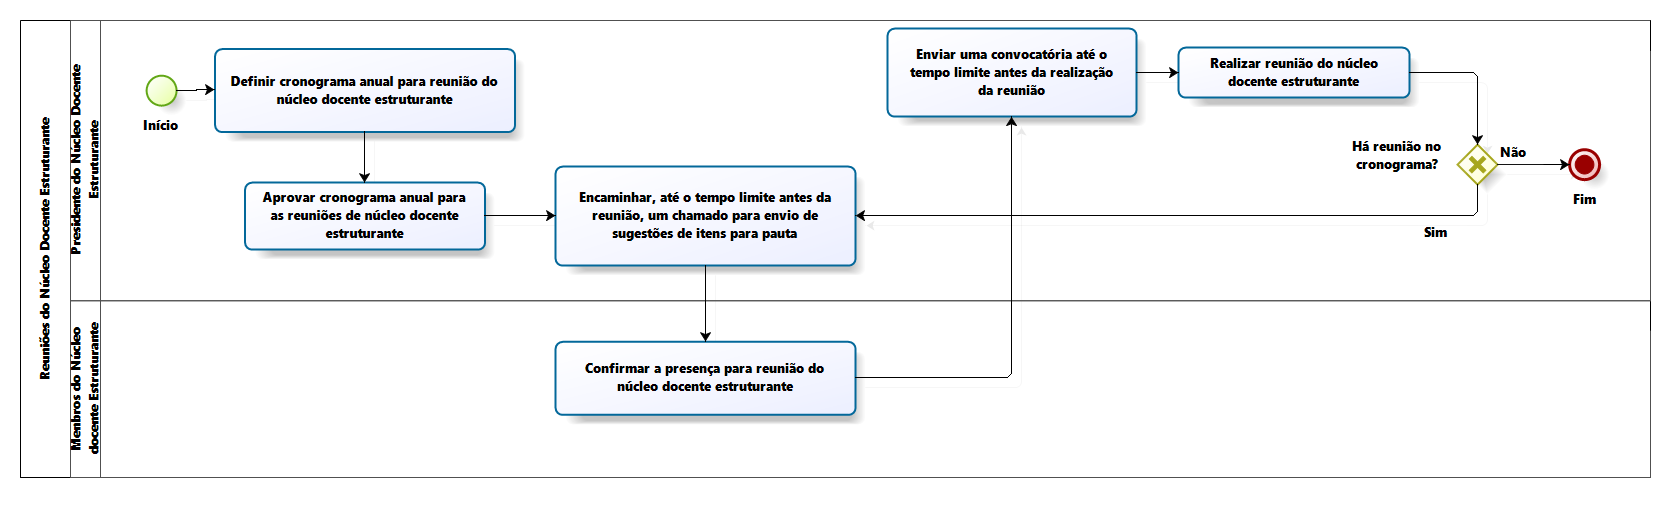 Reuniões do Núcleo Docente Estruturante
Presidente do Núcleo Docente
Estruturante
Início
Definir cronograma anual para reunião do
núcleo docente estruturante
Aprovar cronograma anual para
as reuniões de núcleo docente
estruturante
Encaminhar, até o tempo limite antes da
reunião, um chamado para envio de
sugestões de itens para pauta
Enviar uma convocatória até o
tempo limite antes da realização
da reunião
Realizar reunião do núcleo
docente estruturante
Há reunião no
cronograma?
Não
Fim
Sim
Menbros do Núcleo
docente Estruturante
Confirmar a presença para reunião do
núcleo docente estruturante